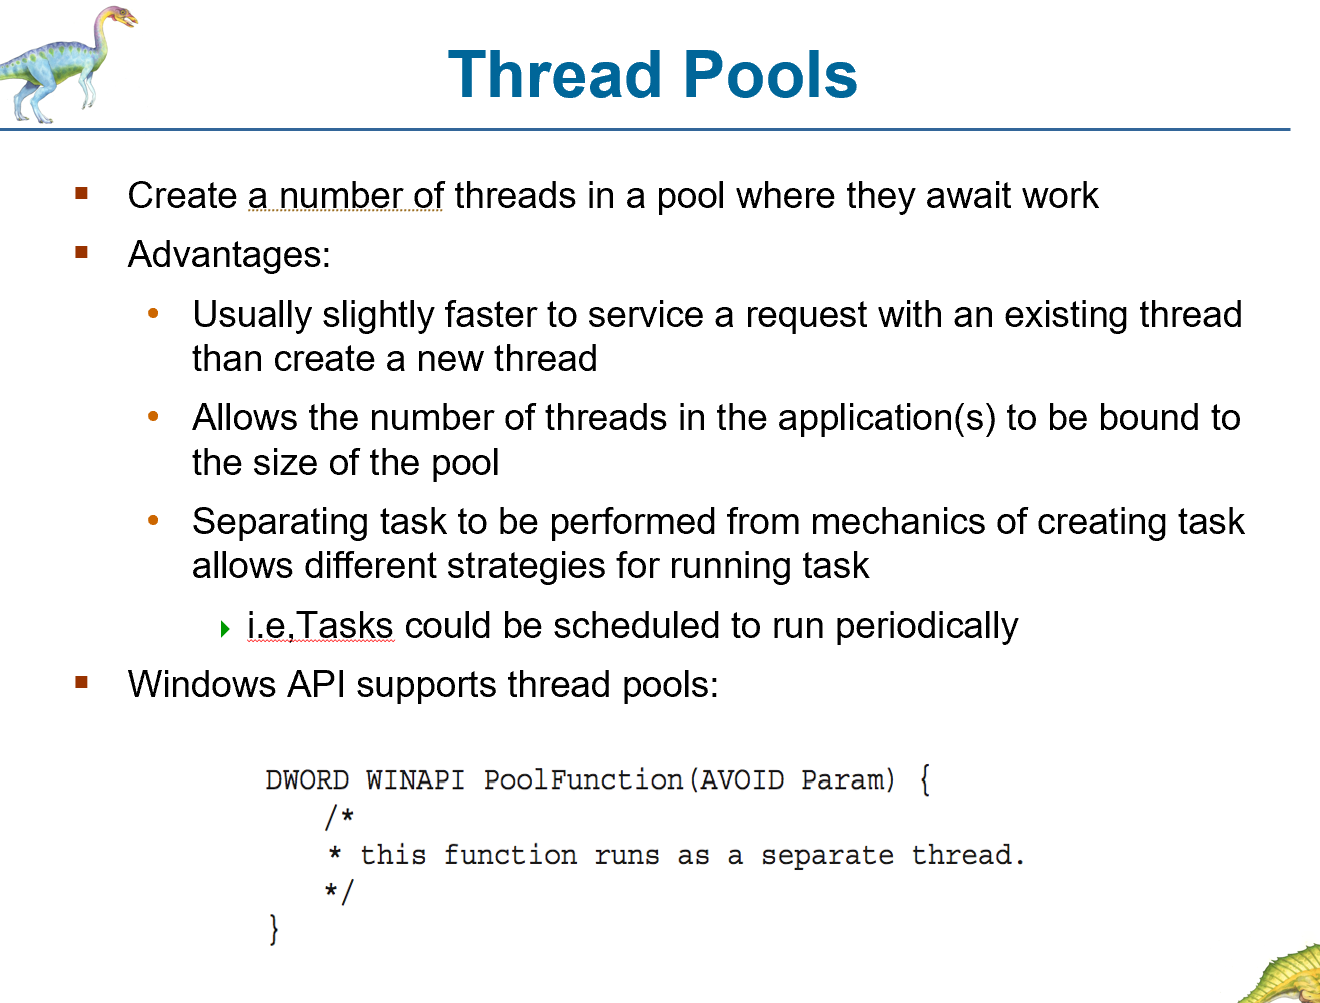 Thread Pools
Create a number of threads in a pool where they await work
Advantages:
Usually slightly faster to service a request with an existing thread
than create a new thread
Allows the number of threads in the application(s) to be bound to
the size of the pool
Separating task to be performed from mechanics of creating task
allows different strategies for running task
i.e,Tasks could be scheduled to run periodically
Windows API supports thread pools:
DWORD WINAPI PoolFunction(AVOID Param) {
/*
* this function runs as a separate thread.
*/
}